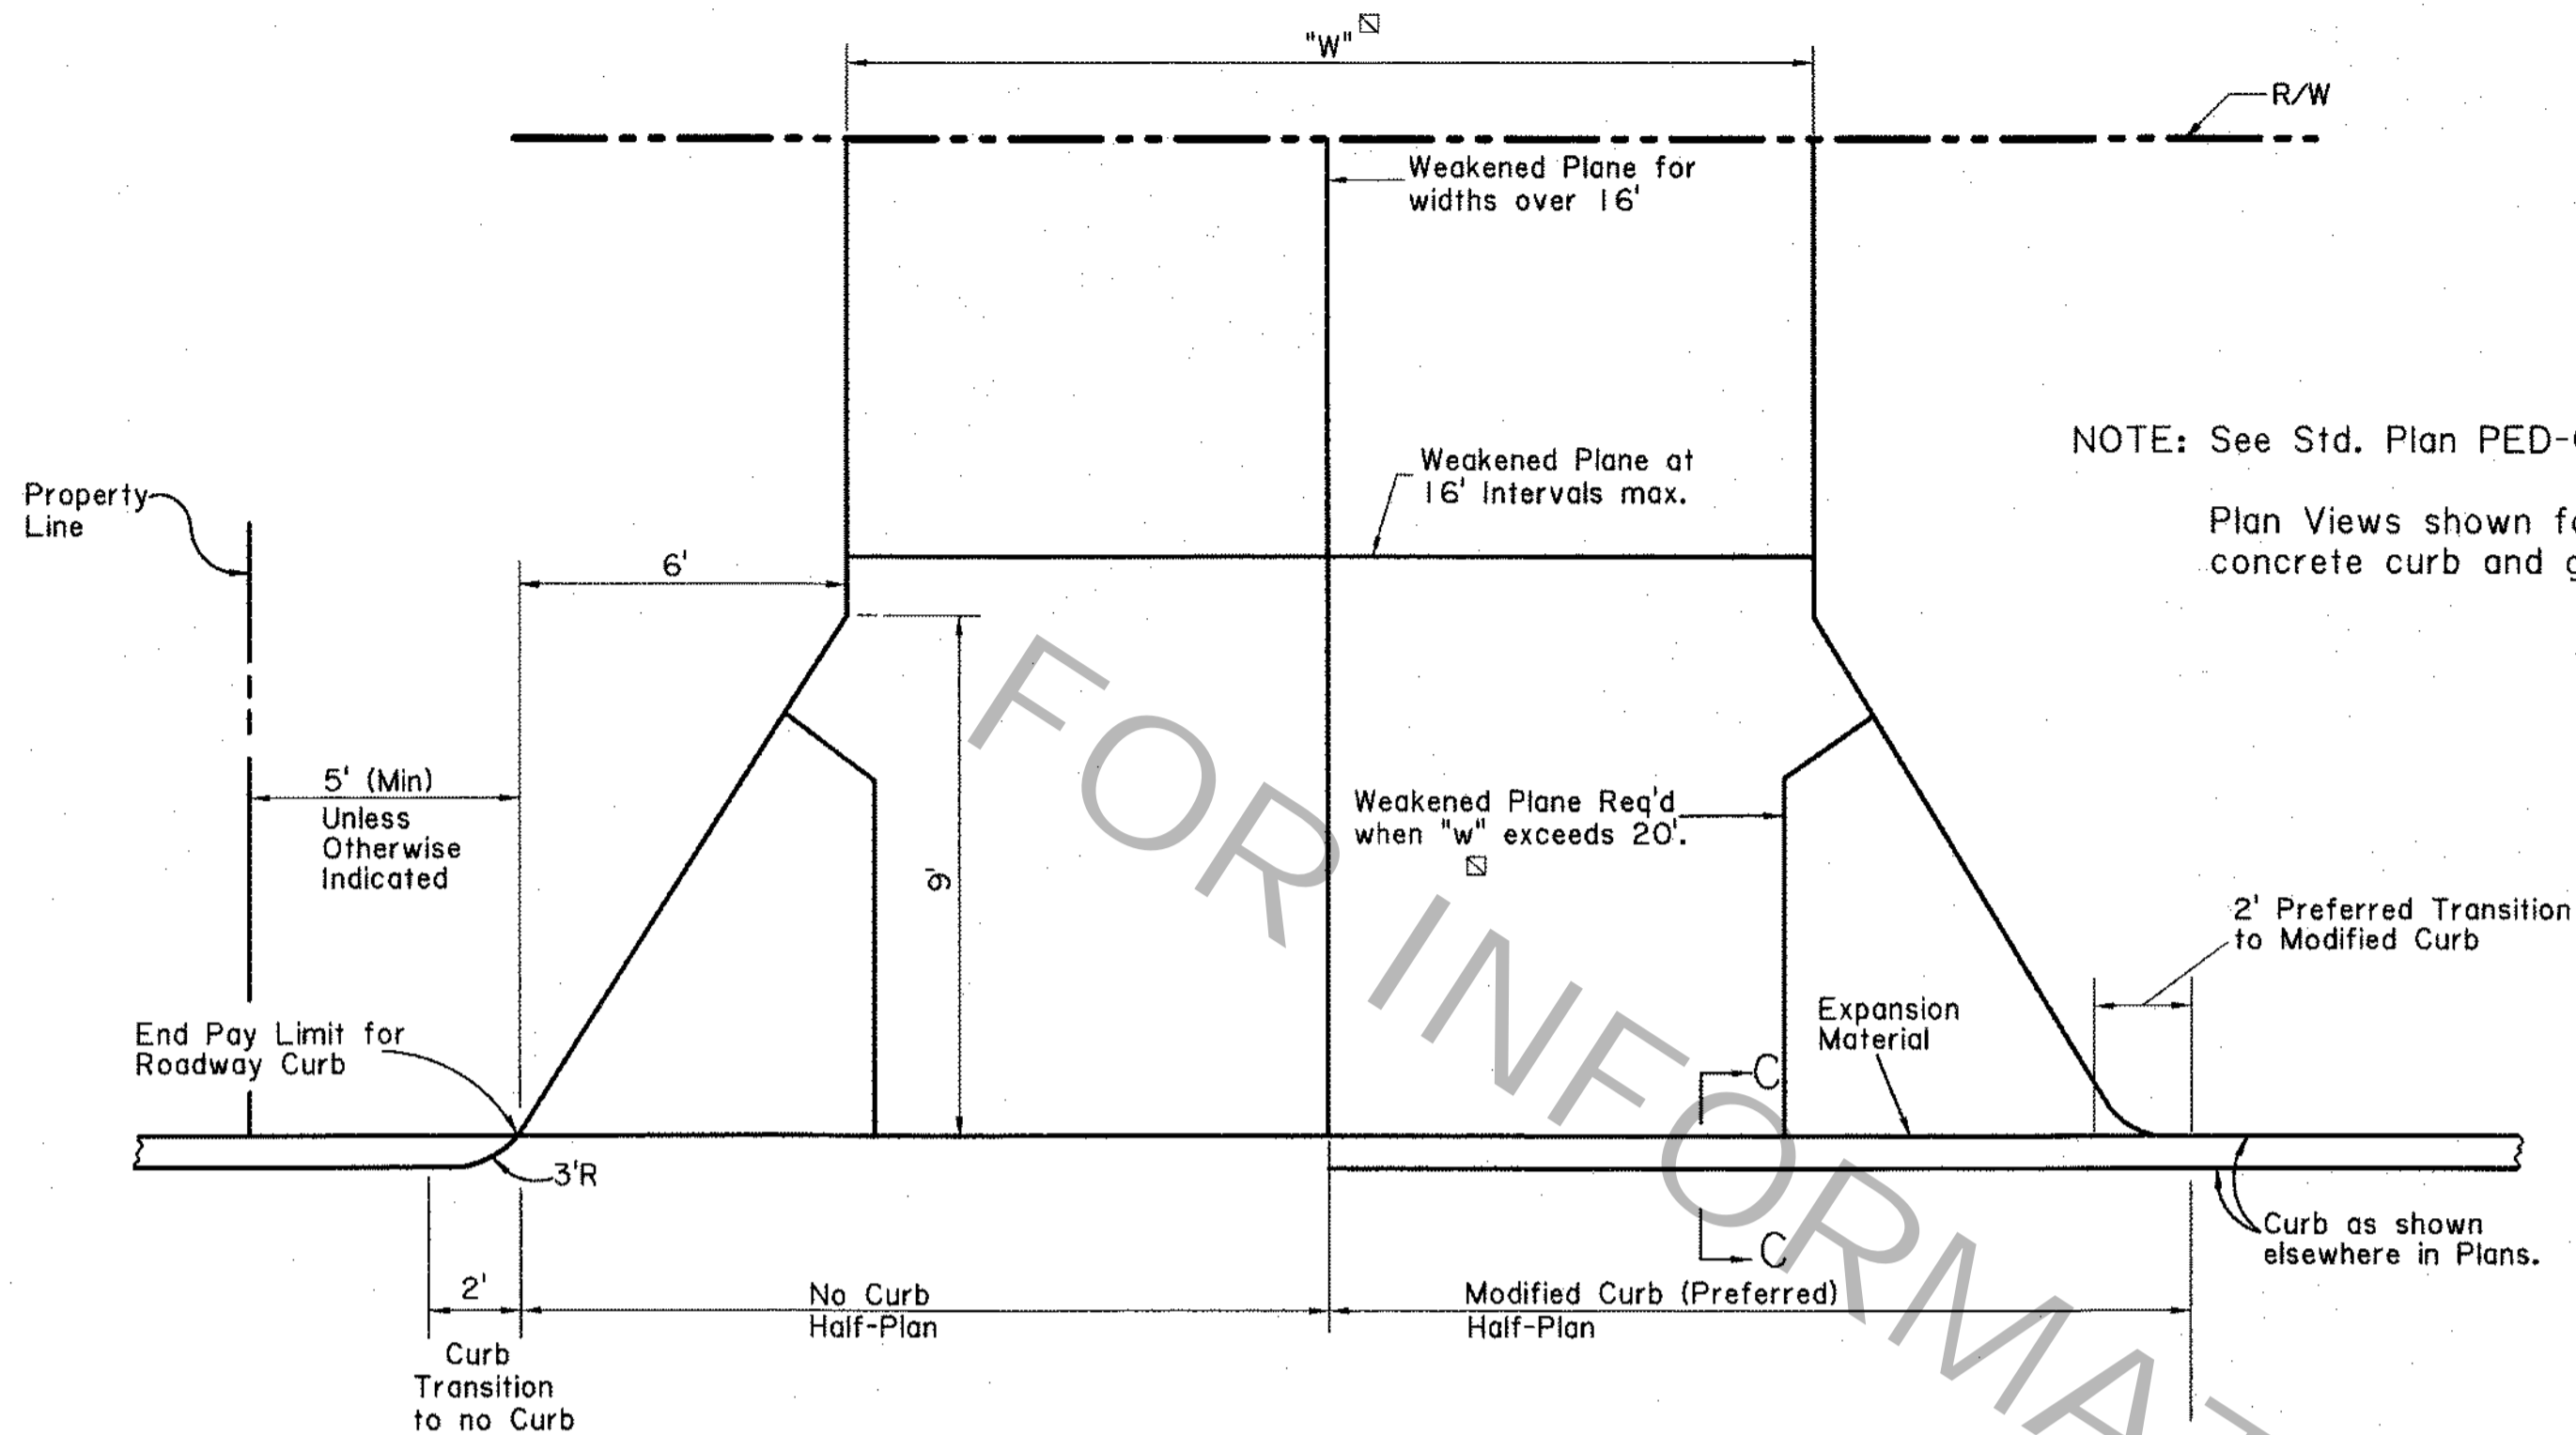 "W"
R/W
Weakened Plane for
widths over 16'
NOTE: See Std. Plan PED-
Weakened Plane at
16' Intervals max.
Property
Line
Plan Views shown
concrete curb and
6'
5' (Min)
Unless
Otherwise
Indicated
9'
Weakened Plane Req'd
when "w" exceeds 20'.
2' Preferred Transition
to Modified Curb
Expansion
Material
End Pay Limit for
Roadway Curb
C
3'R
C
Curb as shown
elsewhere in Plans.
2'
No Curb
Half-Plan
Modified Curb (Preferred)
Half-Plan
Curb
Transition
to no Curb
FOR INFORMAT